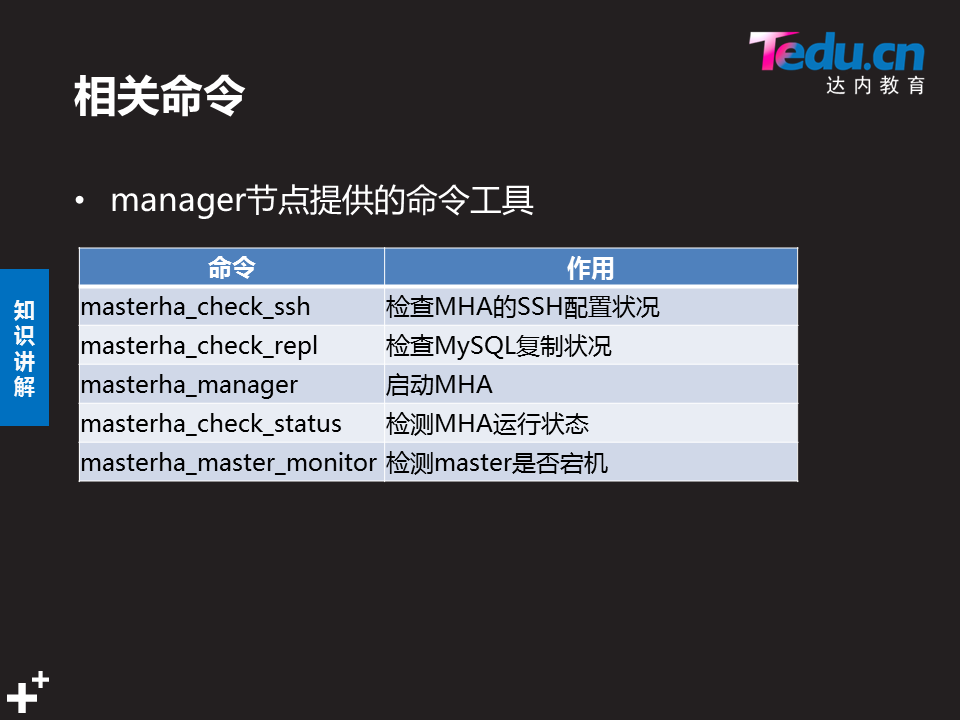 Tedu.cn
达内教育
相关命令
• manager节点提供的命令工具
命令 作用
masterha_check_ssh 检查MHA的SSH配置状况
masterha_check_repl 检查MySQL复制状况
masterha_manager 启动MHA
masterha_check_status 检测MHA运行状态
masterha_master_monitor 检测master是否宕机
知
识
讲
解